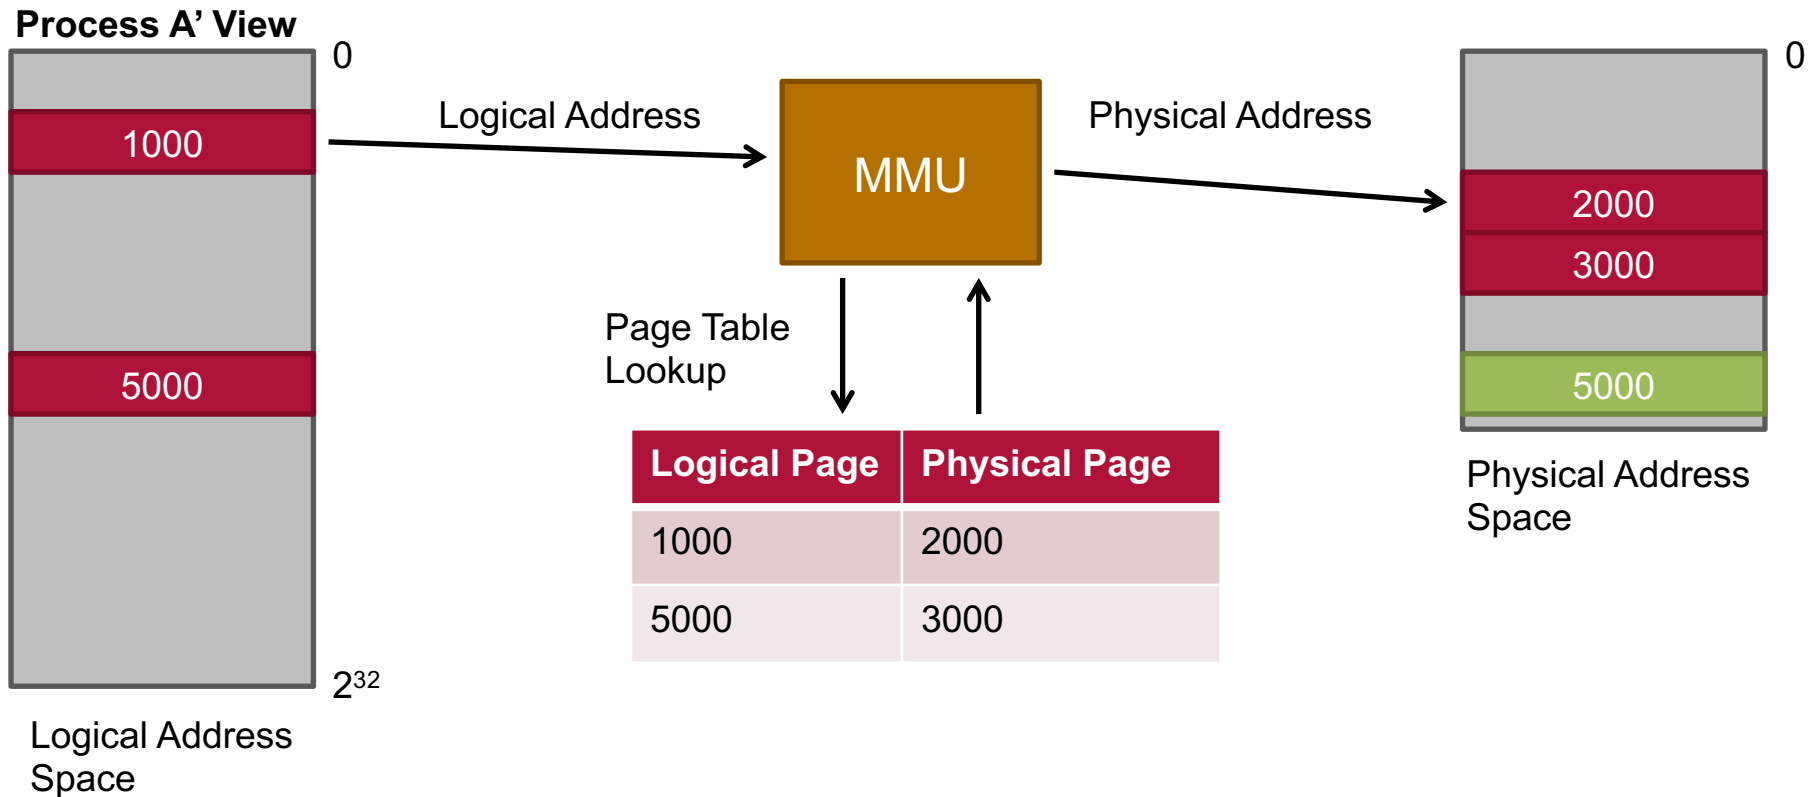 Process A’ View
0
1000
5000
2³²
Logical Address
Space
Logical Address
MMU
Physical Address
Page Table
Lookup
Logical Page Physical Page
1000 2000
5000 3000
0
2000
3000
5000
Physical Address
Space